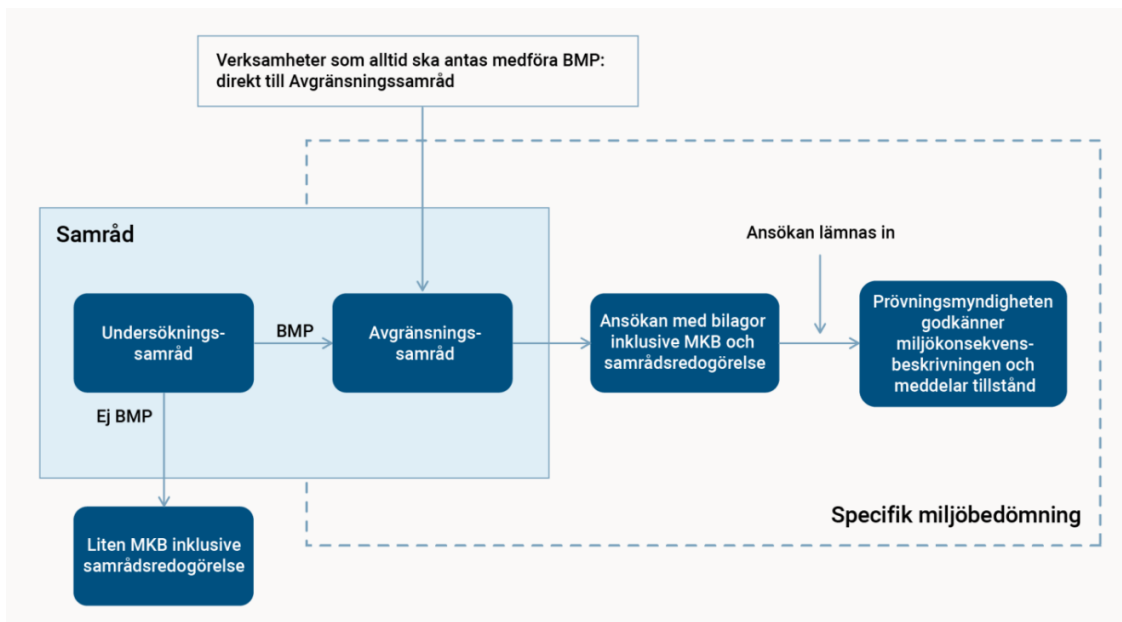 Verksamheter som alltid ska antas medföra BMP:
direkt till Avgränsningssamråd
Samråd
Ansökan lämnas in
Undersöknings-
samråd
BMP
Avgränsnings-
samråd
Ansökan med bilagor
inklusive MKB och
samrådsredogörelse
Prövningsmyndigheten
godkänner
miljökonsekvens-
beskrivningen och
meddelar tillstånd
Ej BMP
Liten MKB inklusive
samrådsredogörelse
Specifik miljöbedömning